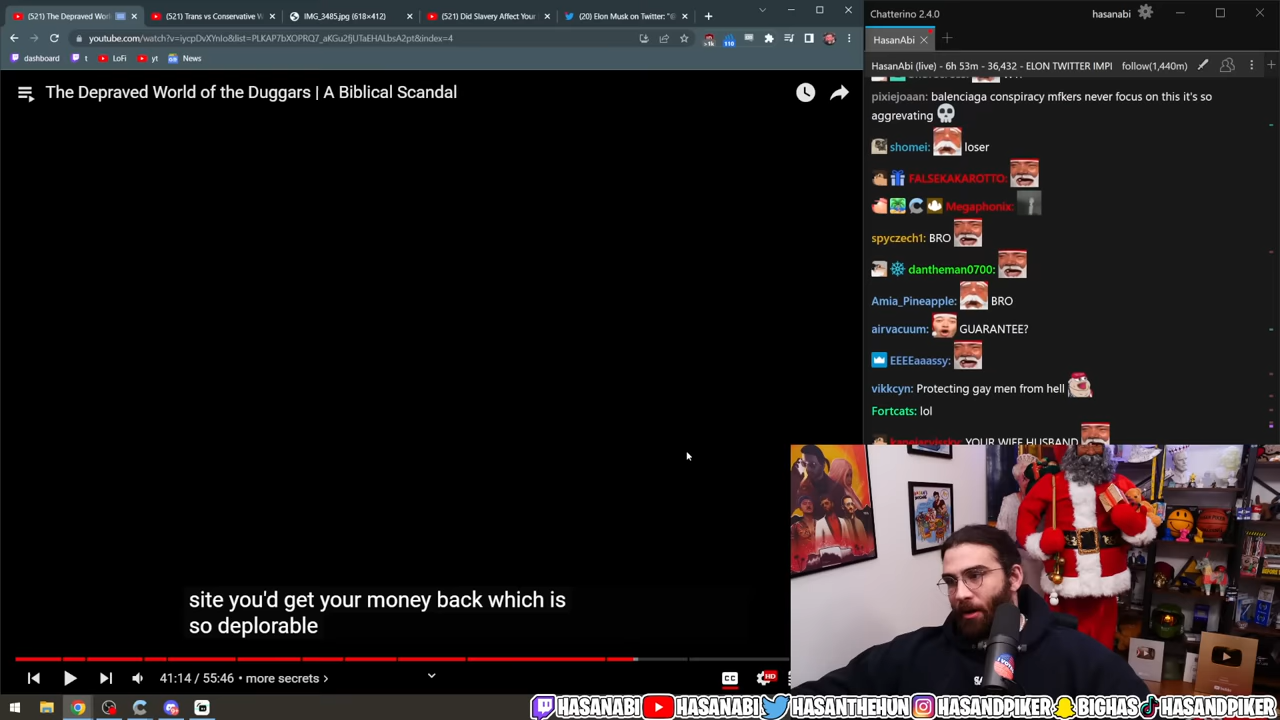 (521) The Depraved World
(521) Trans vs Conservative W
IMG_3485.jpg (618×412)
(521) Did Slavery Affect Your
(20) Elon Musk on Twitter: "@
youtube.com/watch?v=iycpDvXYnIo&list=PLKAP7bXOPRQ7_aKGu2fjUTaEHALbsA2pt&index=4
>1k
110
dashboard
t
LoFi
yt
News
The Depraved World of the Duggars | A Biblical Scandal
site you'd get your money back which is
so deplorable
41:14 / 55:46 • more secrets
CC
HD
Chatterino 2.4.0
hasanabi
HasanAbi
HasanAbi (live) - 6h 53m - 36,432 - ELON TWITTER IMPI
follow(1,440m)
pixiejoaan: balenciaga conspiracy mfkers never focus on this it's so
aggrevating
shomei: loser
FALSEKAKAROTTO:
Megaphonix:
spyczech1: BRO
dantheman0700:
Amia_Pineapple: BRO
airvacuum: GUARANTEE?
EEEEaaassy:
vikkcyn: Protecting gay men from hell
Fortcats: lol
YOUR WIFE HUSBAND
HASANABI
HASANABI
HASANTHEHUN
HASANDPIKER
BIGHAS
HASANDPIKER